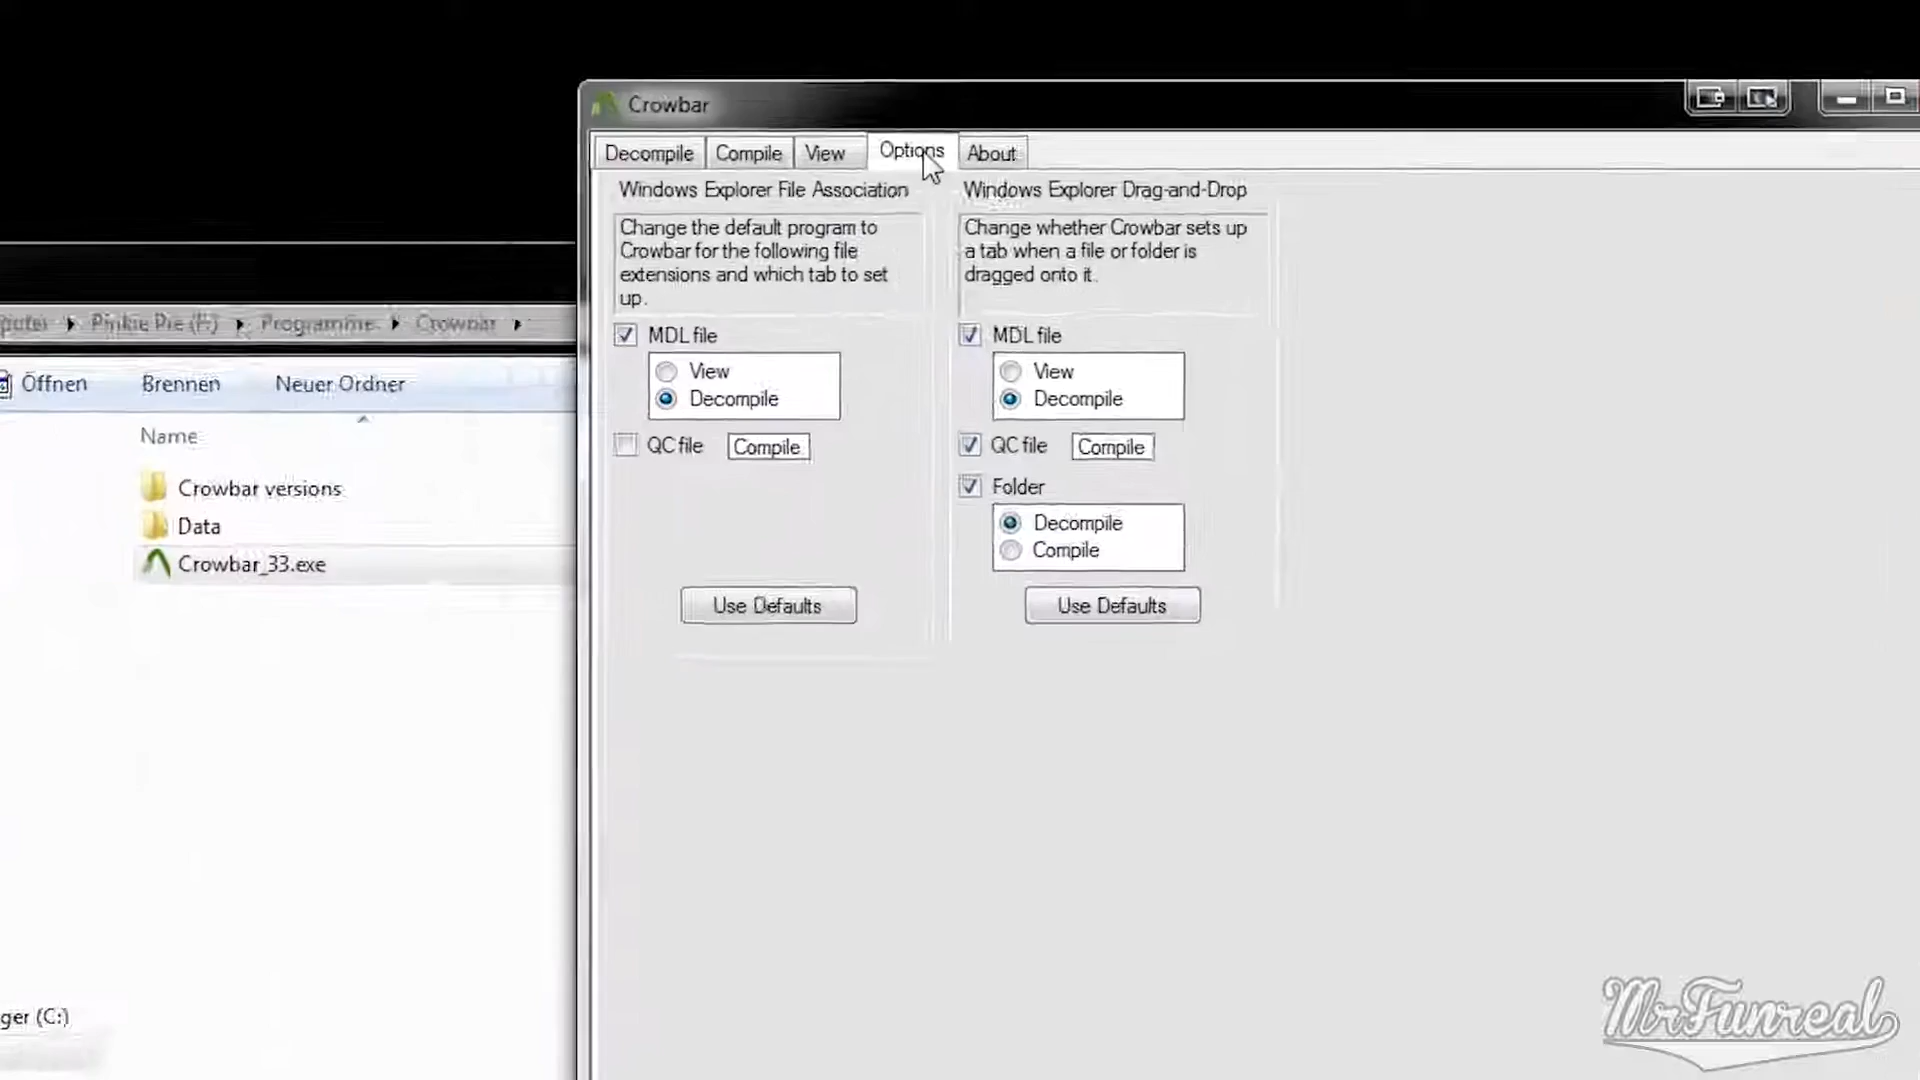 Crowbar
Decompile
Compile
View
Options
About
Windows Explorer File Association
Change the default program to
Crowbar for the following file
extensions and which tab to set
up.
MDL file
View
Decompile
QC file
Compile
Use Defaults
Windows Explorer Drag-and-Drop
Change whether Crowbar sets up
a tab when a file or folder is
dragged onto it.
MDL file
View
Decompile
QC file
Compile
Folder
Decompile
Compile
Use Defaults
puter ▸ Pinkie Pie (F:) ▸ Programme ▸ Crowbar ▸
Öffnen
Brennen
Neuer Ordner
Name
Crowbar versions
Data
Crowbar_33.exe
ger (C:)
MrFunreal